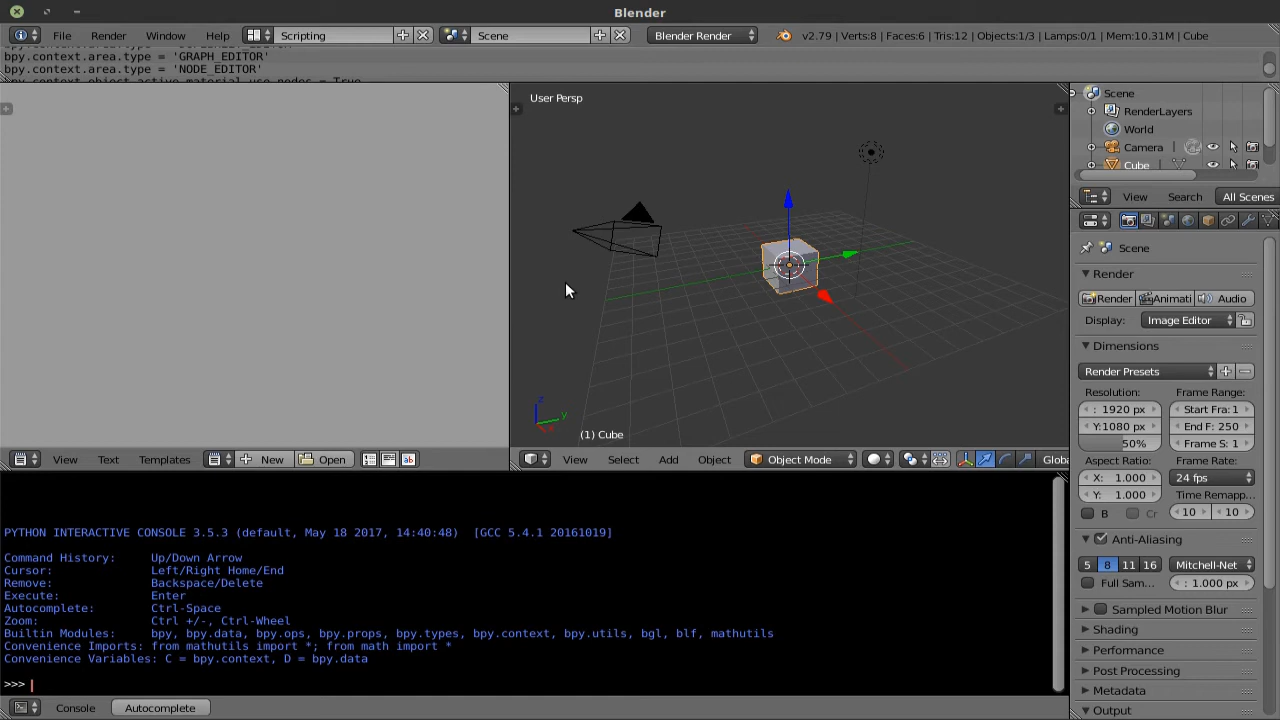 Blender
File Render Window Help Scripting Scene Blender Render v2.79 | Verts:8 | Faces:6 | Tris:12 | Objects:1/3 | Lamps:0/1 | Mem:10.31M | Cube
bpy.context.area.type = 'GRAPH_EDITOR'
bpy.context.area.type = 'NODE_EDITOR'
bpy.context.object.active_material.use_nodes = True
User Persp
(1) Cube
Scene
RenderLayers
World
Camera
Cube
View Search All Scenes
Scene
Render
Render Animati Audio
Display: Image Editor
Dimensions
Render Presets
Resolution: Frame Range:
: 1920 px Start Fra: 1
Y:1080 px End F: 250
50% Frame S: 1
Aspect Ratio: Frame Rate:
X: 1.000 24 fps
Y: 1.000 Time Remapp...
B Cr 10 10
Anti-Aliasing
5 8 11 16 Mitchell-Net
Full Sam... : 1.000 px
Sampled Motion Blur
Shading
Performance
Post Processing
Metadata
Output
View Text Templates New Open
View Select Add Object Object Mode Globa
PYTHON INTERACTIVE CONSOLE 3.5.3 (default, May 18 2017, 14:40:48) [GCC 5.4.1 20161019]
Command History: Up/Down Arrow
Cursor: Left/Right Home/End
Remove: Backspace/Delete
Execute: Enter
Autocomplete: Ctrl-Space
Zoom: Ctrl +/-, Ctrl-Wheel
Builtin Modules: bpy, bpy.data, bpy.ops, bpy.props, bpy.types, bpy.context, bpy.utils, bgl, blf, mathutils
Convenience Imports: from mathutils import *; from math import *
Convenience Variables: C = bpy.context, D = bpy.data
>>>
Console Autocomplete